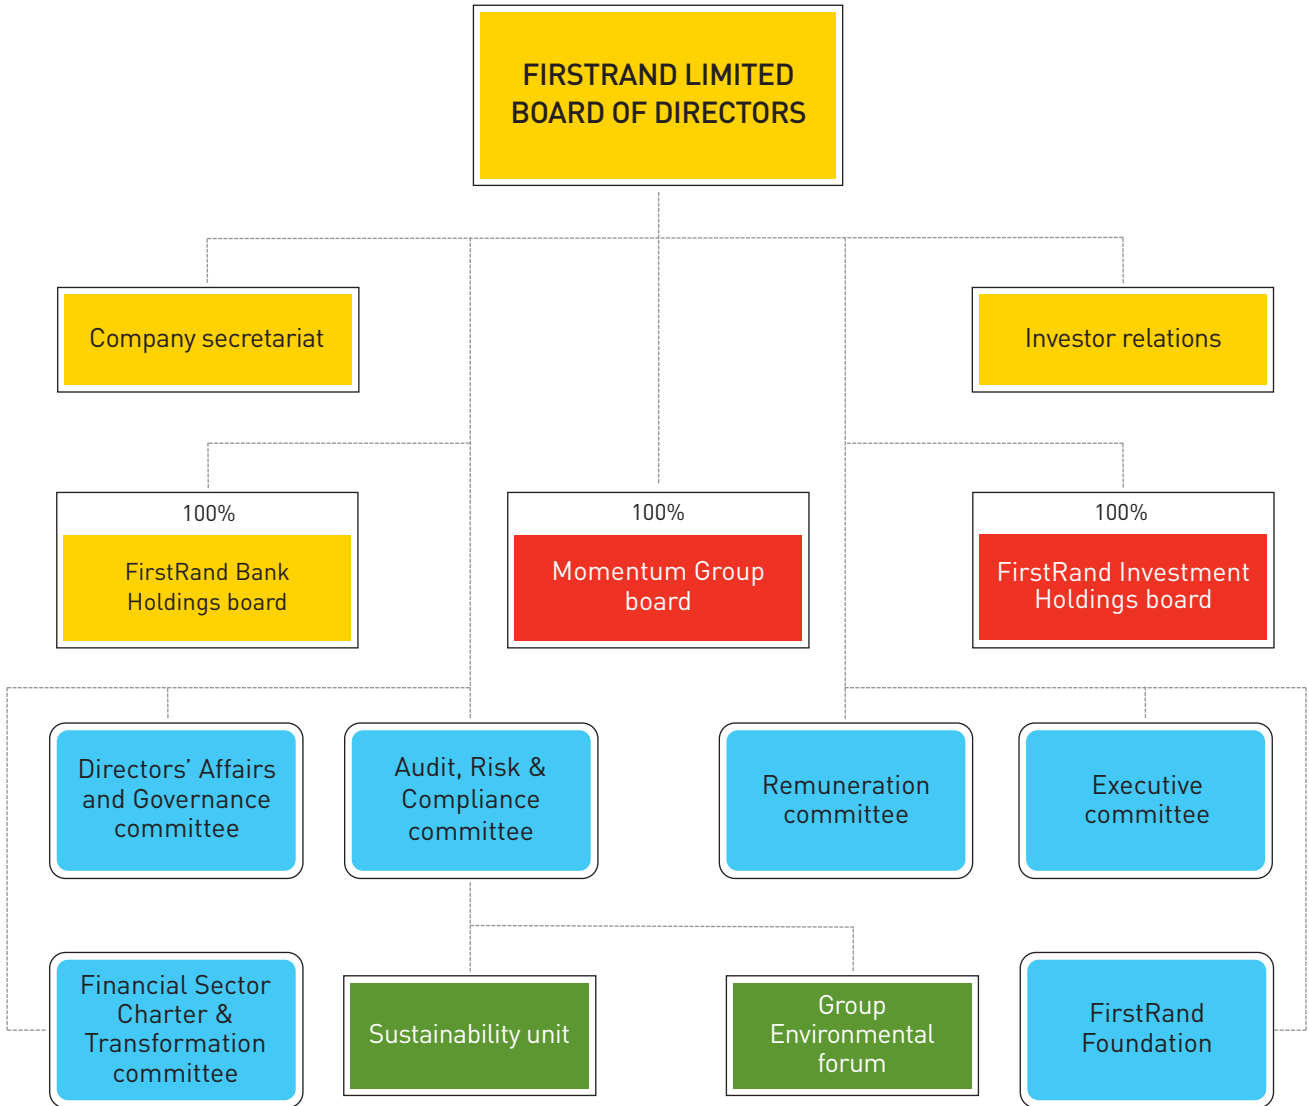 FIRSTRAND LIMITED
BOARD OF DIRECTORS
Company secretariat
Investor relations
100%
FirstRand Bank
Holdings board
100%
Momentum Group
board
100%
FirstRand Investment
Holdings board
Directors’ Affairs
and Governance
committee
Audit, Risk &
Compliance
committee
Remuneration
committee
Executive
committee
Financial Sector
Charter &
Transformation
committee
Sustainability unit
Group
Environmental
forum
FirstRand
Foundation